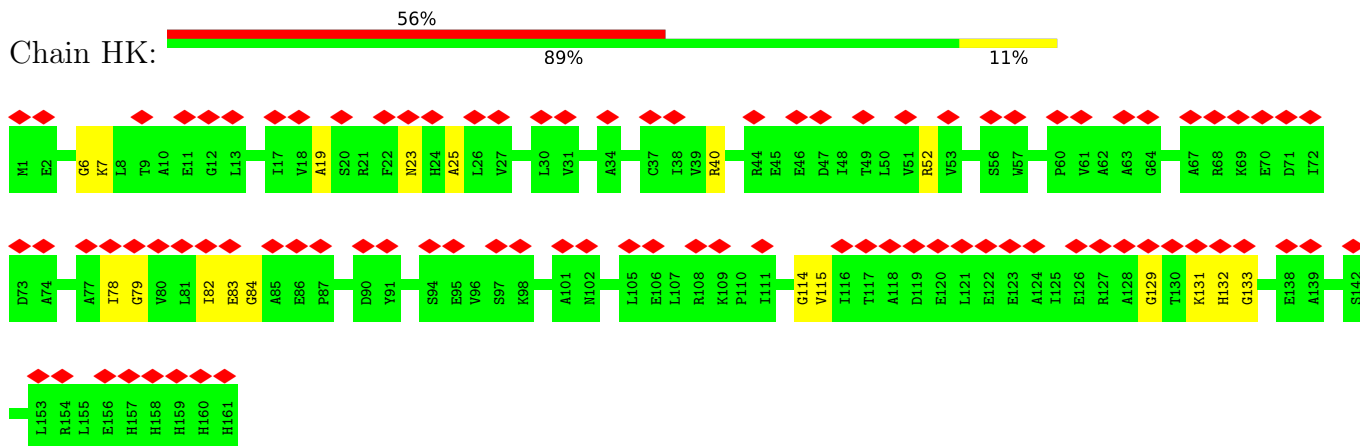 56%
Chain HK:
89% 11%
M1 E2 G6 K7 L8 T9 A10 E11 G12 L13 I17 V18 A19 S20 R21 F22 N23 H24 A25 L26 V27 L30 V31 A34 C37 I38 V39 R40 R44 E45 E46 D47 I48 T49 L50 V51 R52 V53 S56 W57 P60 V61 A62 A63 G64 A67 R68 K69 E70 D71 I72
D73 A74 A77 I78 G79 V80 L81 I82 E83 G84 A85 E86 P87 D90 Y91 S94 E95 V96 S97 K98 A101 N102 L105 E106 L107 R108 K109 P110 I111 G114 V115 I116 T117 A118 D119 E120 L121 E122 E123 A124 I125 E126 R127 A128 G129 T130 K131 H132 G133 E138 A139 S142
L153 R154 L155 E156 H157 H158 H159 H160 H161